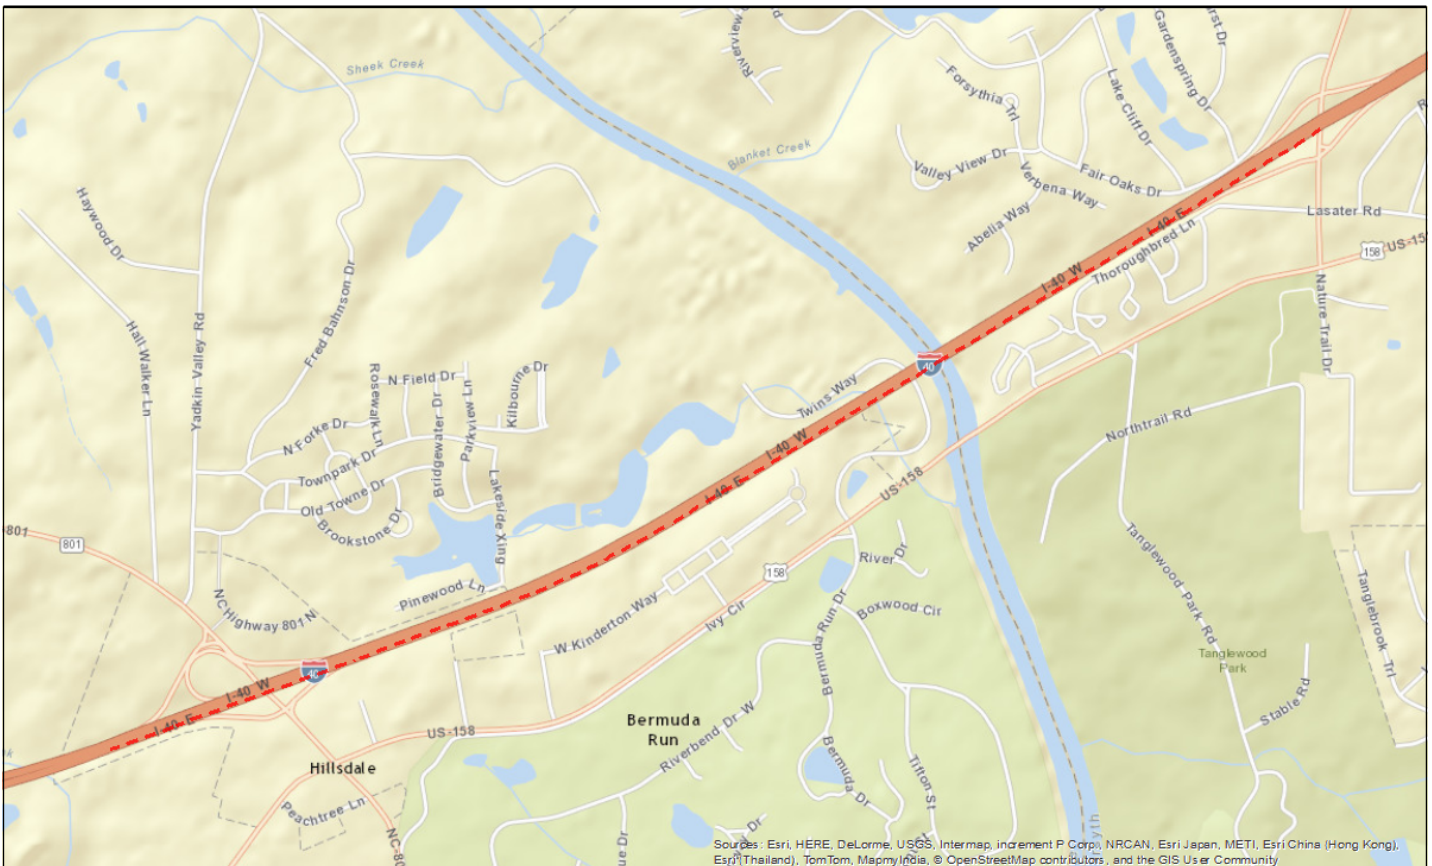 Riverview
Sheek Creek
Gardenspring Dr
Forsythia Trl
Lake Cliff Dr
Blanket Creek
Valley View Dr
Fair Oaks Dr
Verbena Way
Haywood Dr
Abelia Way
Lasater Rd
I-40 E
158
US-15
Thoroughbred Ln
I-40 W
Nature Trail Dr
Fred Bahnson Dr
Hall Walker Ln
Yadkin Valley Rd
40
Rosewalk Ln
N Field Dr
Kilbourne Dr
Parkview Ln
Bridgewater Dr
Twins Way
Northtrail Rd
N Forke Dr
I-40 W
Townpark Dr
Old Towne Dr
I-40 E
US-158
Brookstone Dr
Lakeside Xing
801
801
Tanglewood Park Rd
River Dr
158
Tanglebrook Trl
Pinewood Ln
NC Highway 801 N
W Kinderton Way
Ivy Cir
Boxwood Cir
Bermuda Run Dr
Tanglewood
Park
40
I-40 W
Stable Rd
I-40 E
US-158
Bermuda
Run
Riverbend Dr W
Bermuda Dr
Tifton St
Hillsdale
Peachtree Ln
Sources: Esri, HERE, DeLorme, USGS, Intermap, increment P Corp., NRCAN, Esri Japan, METI, Esri China (Hong Kong),
Esri (Thailand), TomTom, MapmyIndia, © OpenStreetMap contributors, and the GIS User Community